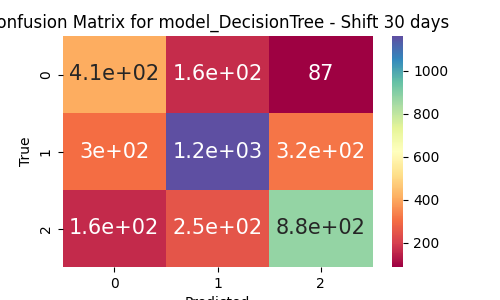 onfusion Matrix for model_DecisionTree - Shift 30 days
0 4.1e+02 1.6e+02 87
1 3e+02 1.2e+03 3.2e+02
2 1.6e+02 2.5e+02 8.8e+02
True
0 1 2
Predicted
1000
800
600
400
200